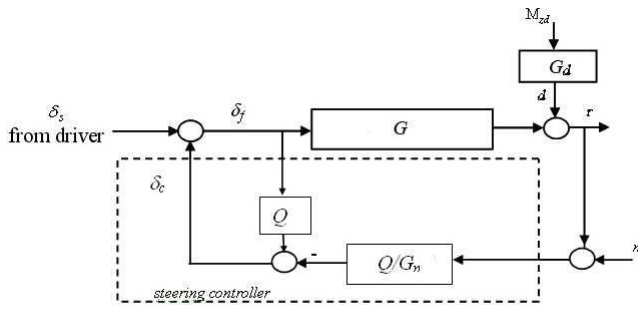 M_zd
G_d
d
r
δ_s
from driver
δ_f
G
δ_c
Q
-
Q/G_n
n
steering controller